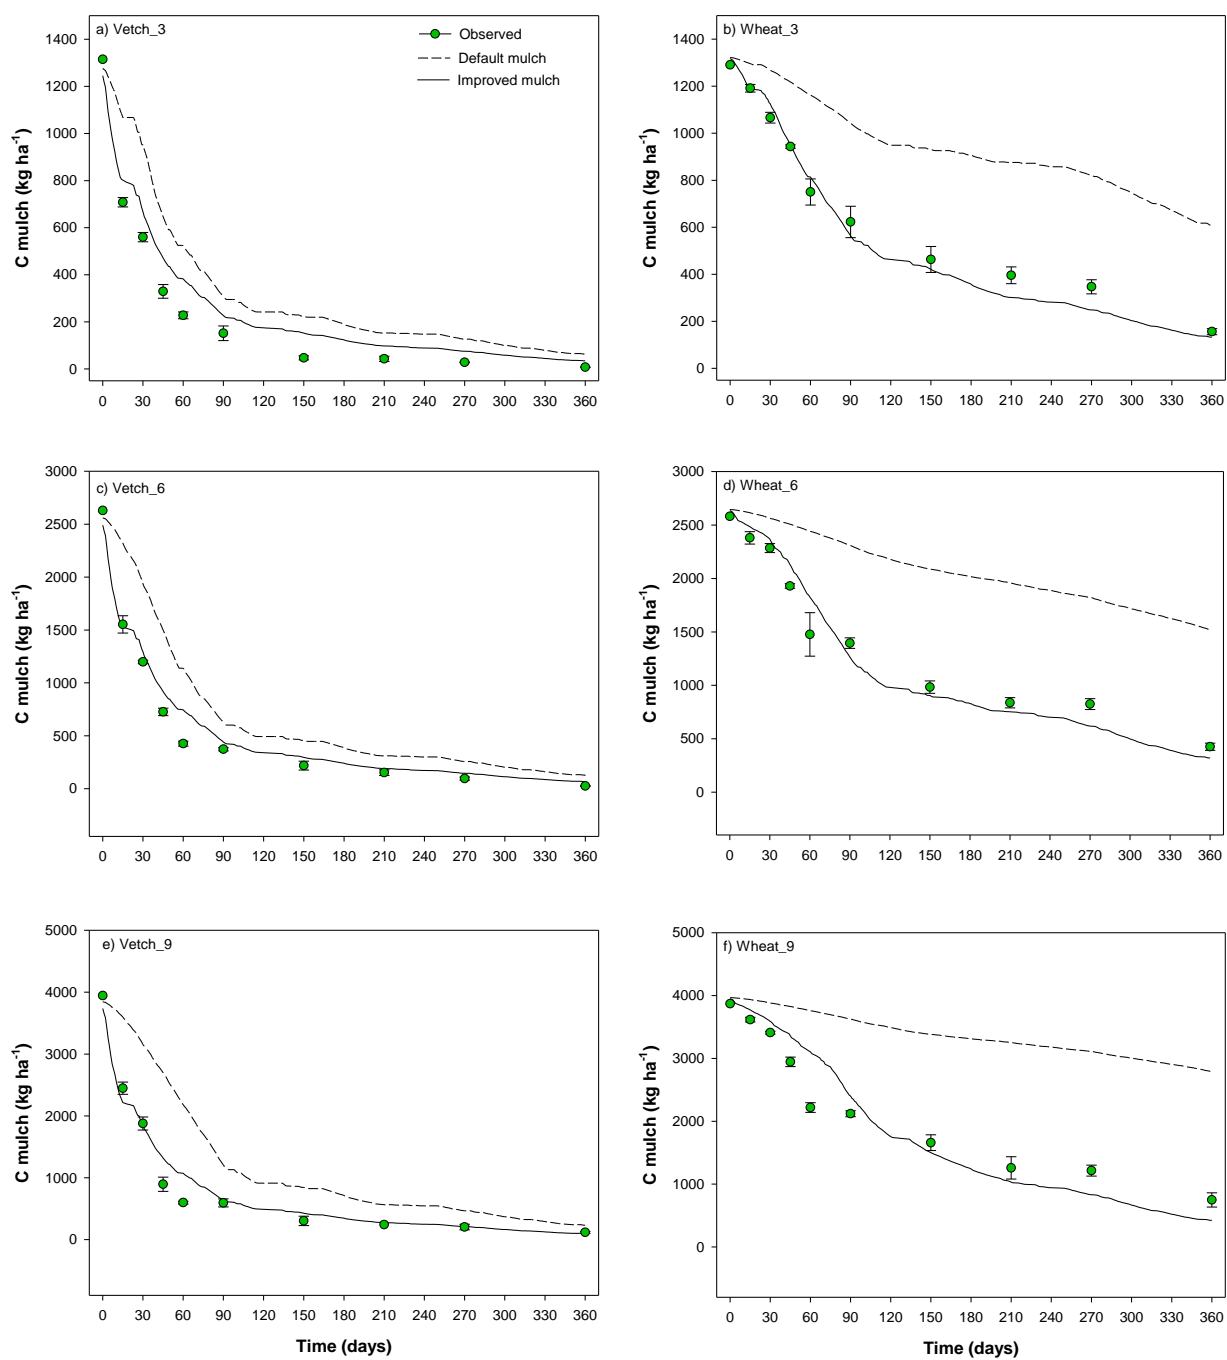 a) Vetch_3
Observed
Default mulch
Improved mulch
C mulch (kg ha-1)
1400
1200
1000
800
600
400
200
0
0 30 60 90 120 150 180 210 240 270 300 330 360
b) Wheat_3
C mulch (kg ha-1)
1400
1200
1000
800
600
400
200
0
0 30 60 90 120 150 180 210 240 270 300 330 360
c) Vetch_6
C mulch (kg ha-1)
3000
2500
2000
1500
1000
500
0
0 30 60 90 120 150 180 210 240 270 300 330 360
d) Wheat_6
C mulch (kg ha-1)
3000
2500
2000
1500
1000
500
0
0 30 60 90 120 150 180 210 240 270 300 330 360
e) Vetch_9
C mulch (kg ha-1)
5000
4000
3000
2000
1000
0
0 30 60 90 120 150 180 210 240 270 300 330 360
Time (days)
f) Wheat_9
C mulch (kg ha-1)
5000
4000
3000
2000
1000
0
0 30 60 90 120 150 180 210 240 270 300 330 360
Time (days)